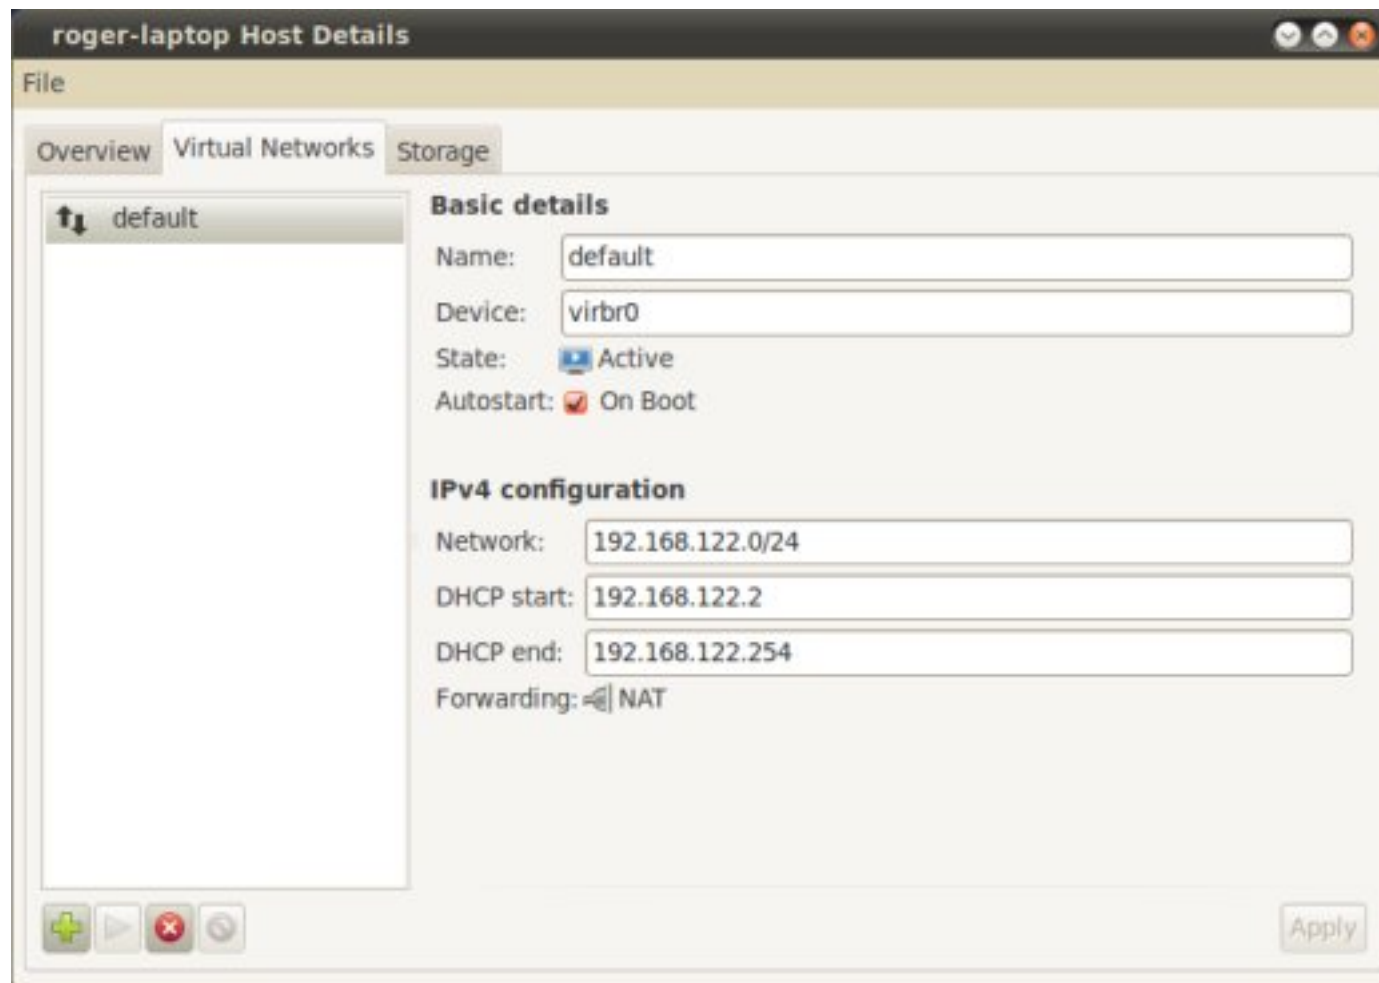 roger-laptop Host Details
File
Overview Virtual Networks Storage
default
Basic details
Name: default
Device: virbr0
State: Active
Autostart: On Boot
IPv4 configuration
Network: 192.168.122.0/24
DHCP start: 192.168.122.2
DHCP end: 192.168.122.254
Forwarding: NAT
Apply